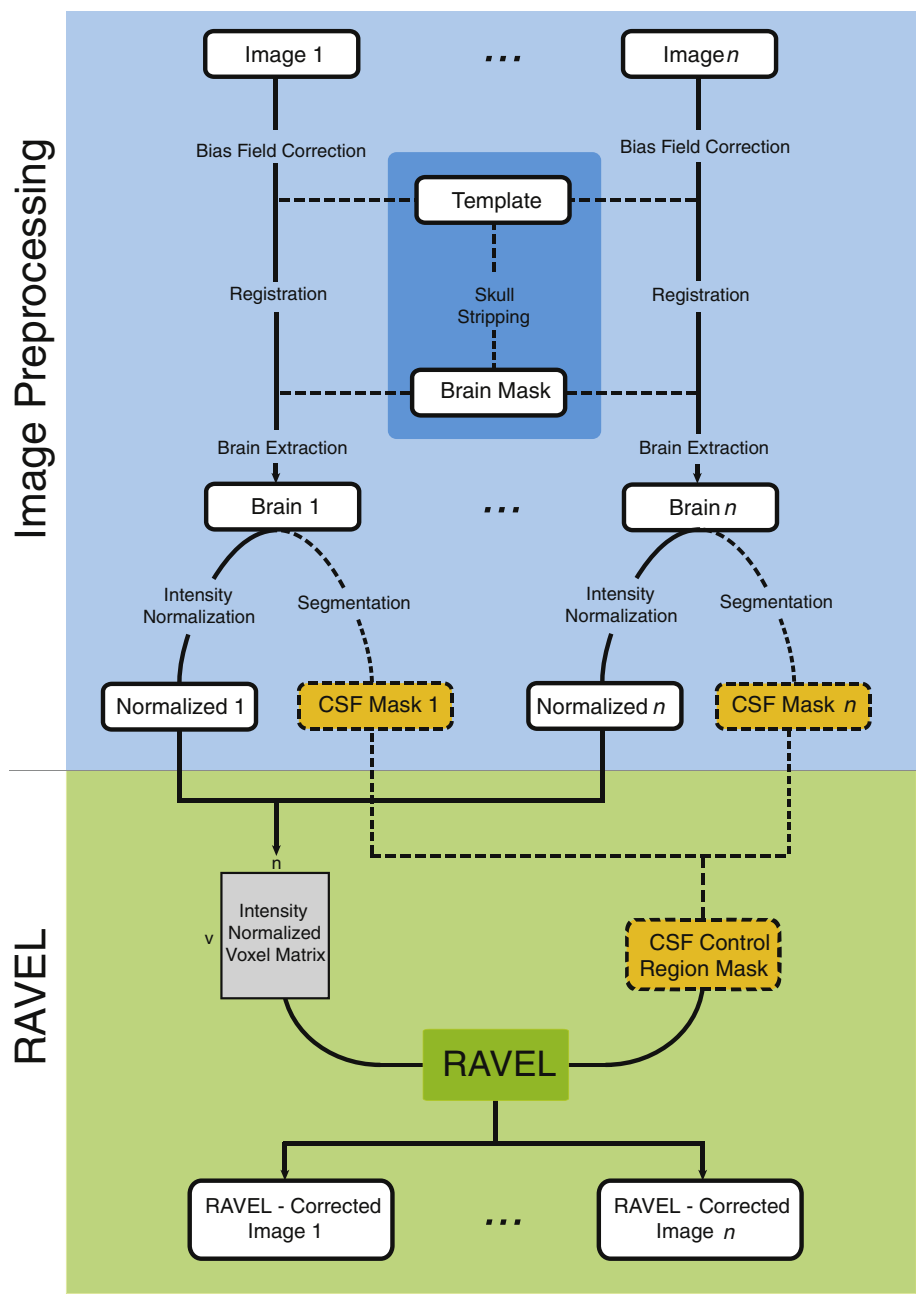 Image Preprocessing
Image 1
...
Image n
Bias Field Correction
Bias Field Correction
Template
Registration
Skull
Stripping
Registration
Brain Mask
Brain Extraction
Brain Extraction
Brain 1
...
Brain n
Intensity
Normalization
Segmentation
Intensity
Normalization
Segmentation
Normalized 1
CSF Mask 1
Normalized n
CSF Mask n
RAVEL
n
v
Intensity
Normalized
Voxel Matrix
CSF Control
Region Mask
RAVEL
RAVEL - Corrected
Image 1
...
RAVEL - Corrected
Image n